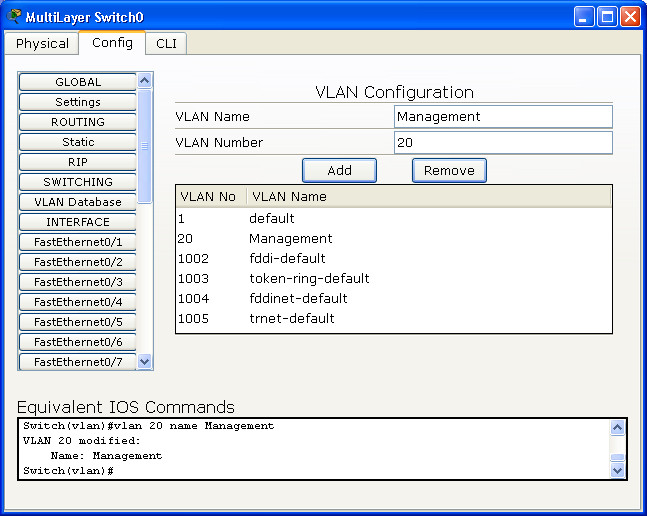 MultiLayer Switch0
Physical Config CLI
GLOBAL
Settings
ROUTING
Static
RIP
SWITCHING
VLAN Database
INTERFACE
FastEthernet0/1
FastEthernet0/2
FastEthernet0/3
FastEthernet0/4
FastEthernet0/5
FastEthernet0/6
FastEthernet0/7
VLAN Configuration
VLAN Name Management
VLAN Number 20
Add Remove
VLAN No VLAN Name
1 default
20 Management
1002 fddi-default
1003 token-ring-default
1004 fddinet-default
1005 trnet-default
Equivalent IOS Commands
Switch(vlan)#vlan 20 name Management
VLAN 20 modified:
Name: Management
Switch(vlan)#